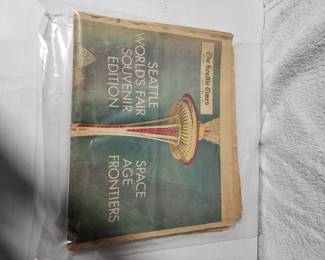 The Seattle Times
SEATTLE
WORLD'S FAIR
SOUVENIR
EDITION
SPACE
AGE
FRONTIERS